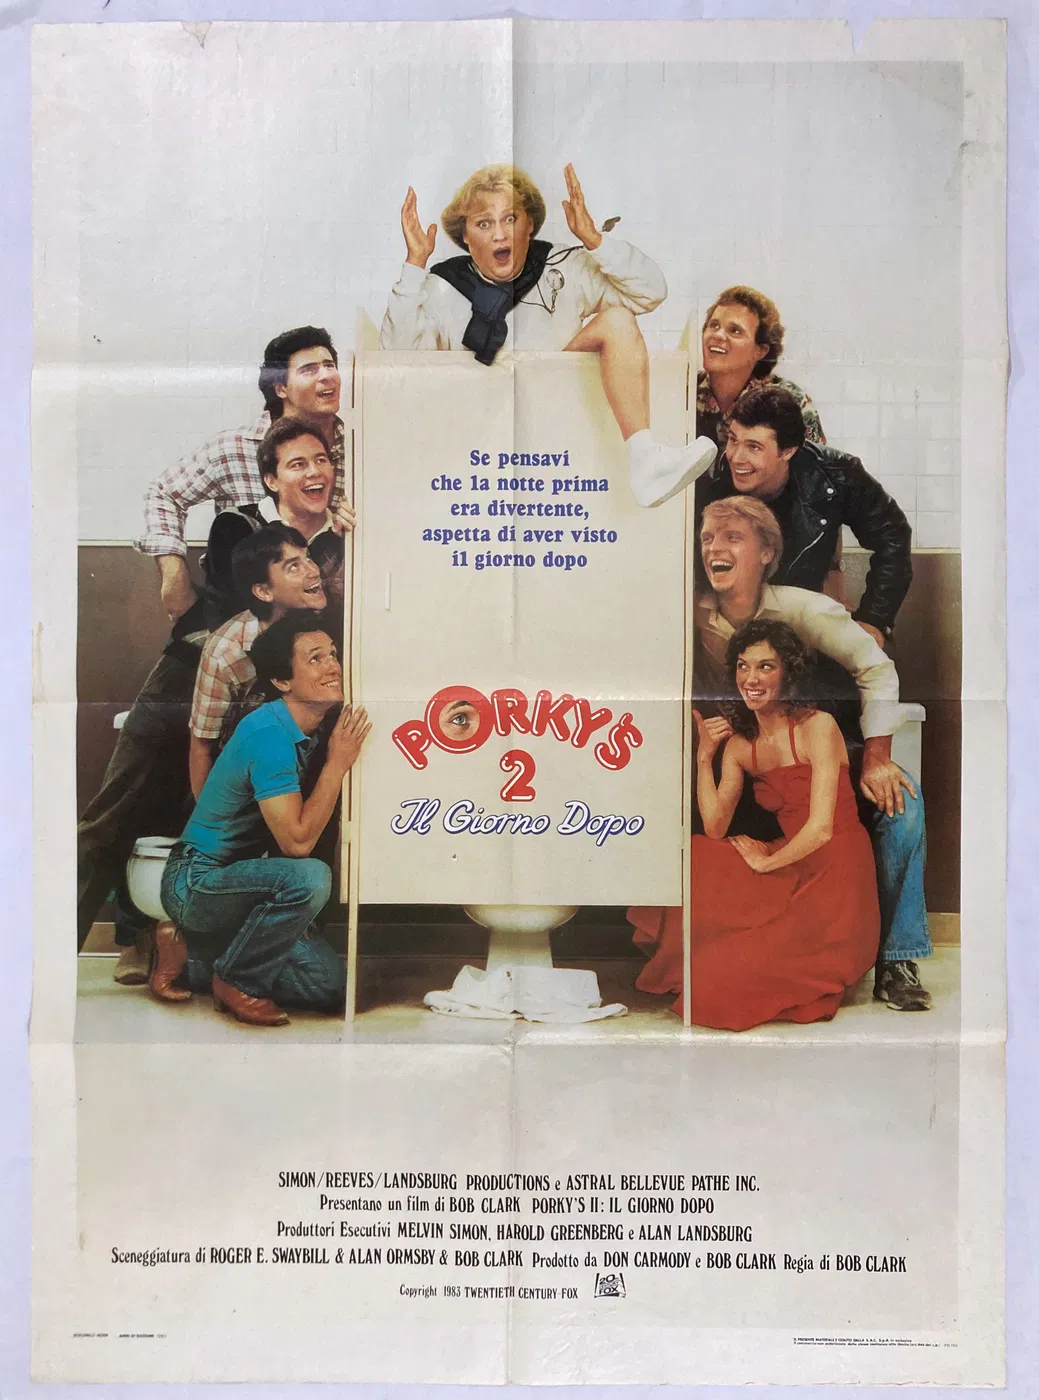 Se pensavi
che la notte prima
era divertente,
aspetta di aver visto
il giorno dopo
PORKY'S
2
Il Giorno Dopo
SIMON/REEVES/LANDSBURG PRODUCTIONS e ASTRAL BELLEVUE PATHE INC.
Presentano un film di BOB CLARK PORKY'S II: IL GIORNO DOPO
Produttori Esecutivi MELVIN SIMON, HAROLD GREENBERG e ALAN LANDSBURG
Sceneggiatura di ROGER E. SWAYBILL & ALAN ORMSBY & BOB CLARK Prodotto da DON CARMODY e BOB CLARK Regia di BOB CLARK
Copyright 1983 TWENTIETH CENTURY-FOX 20th CENTURY FOX